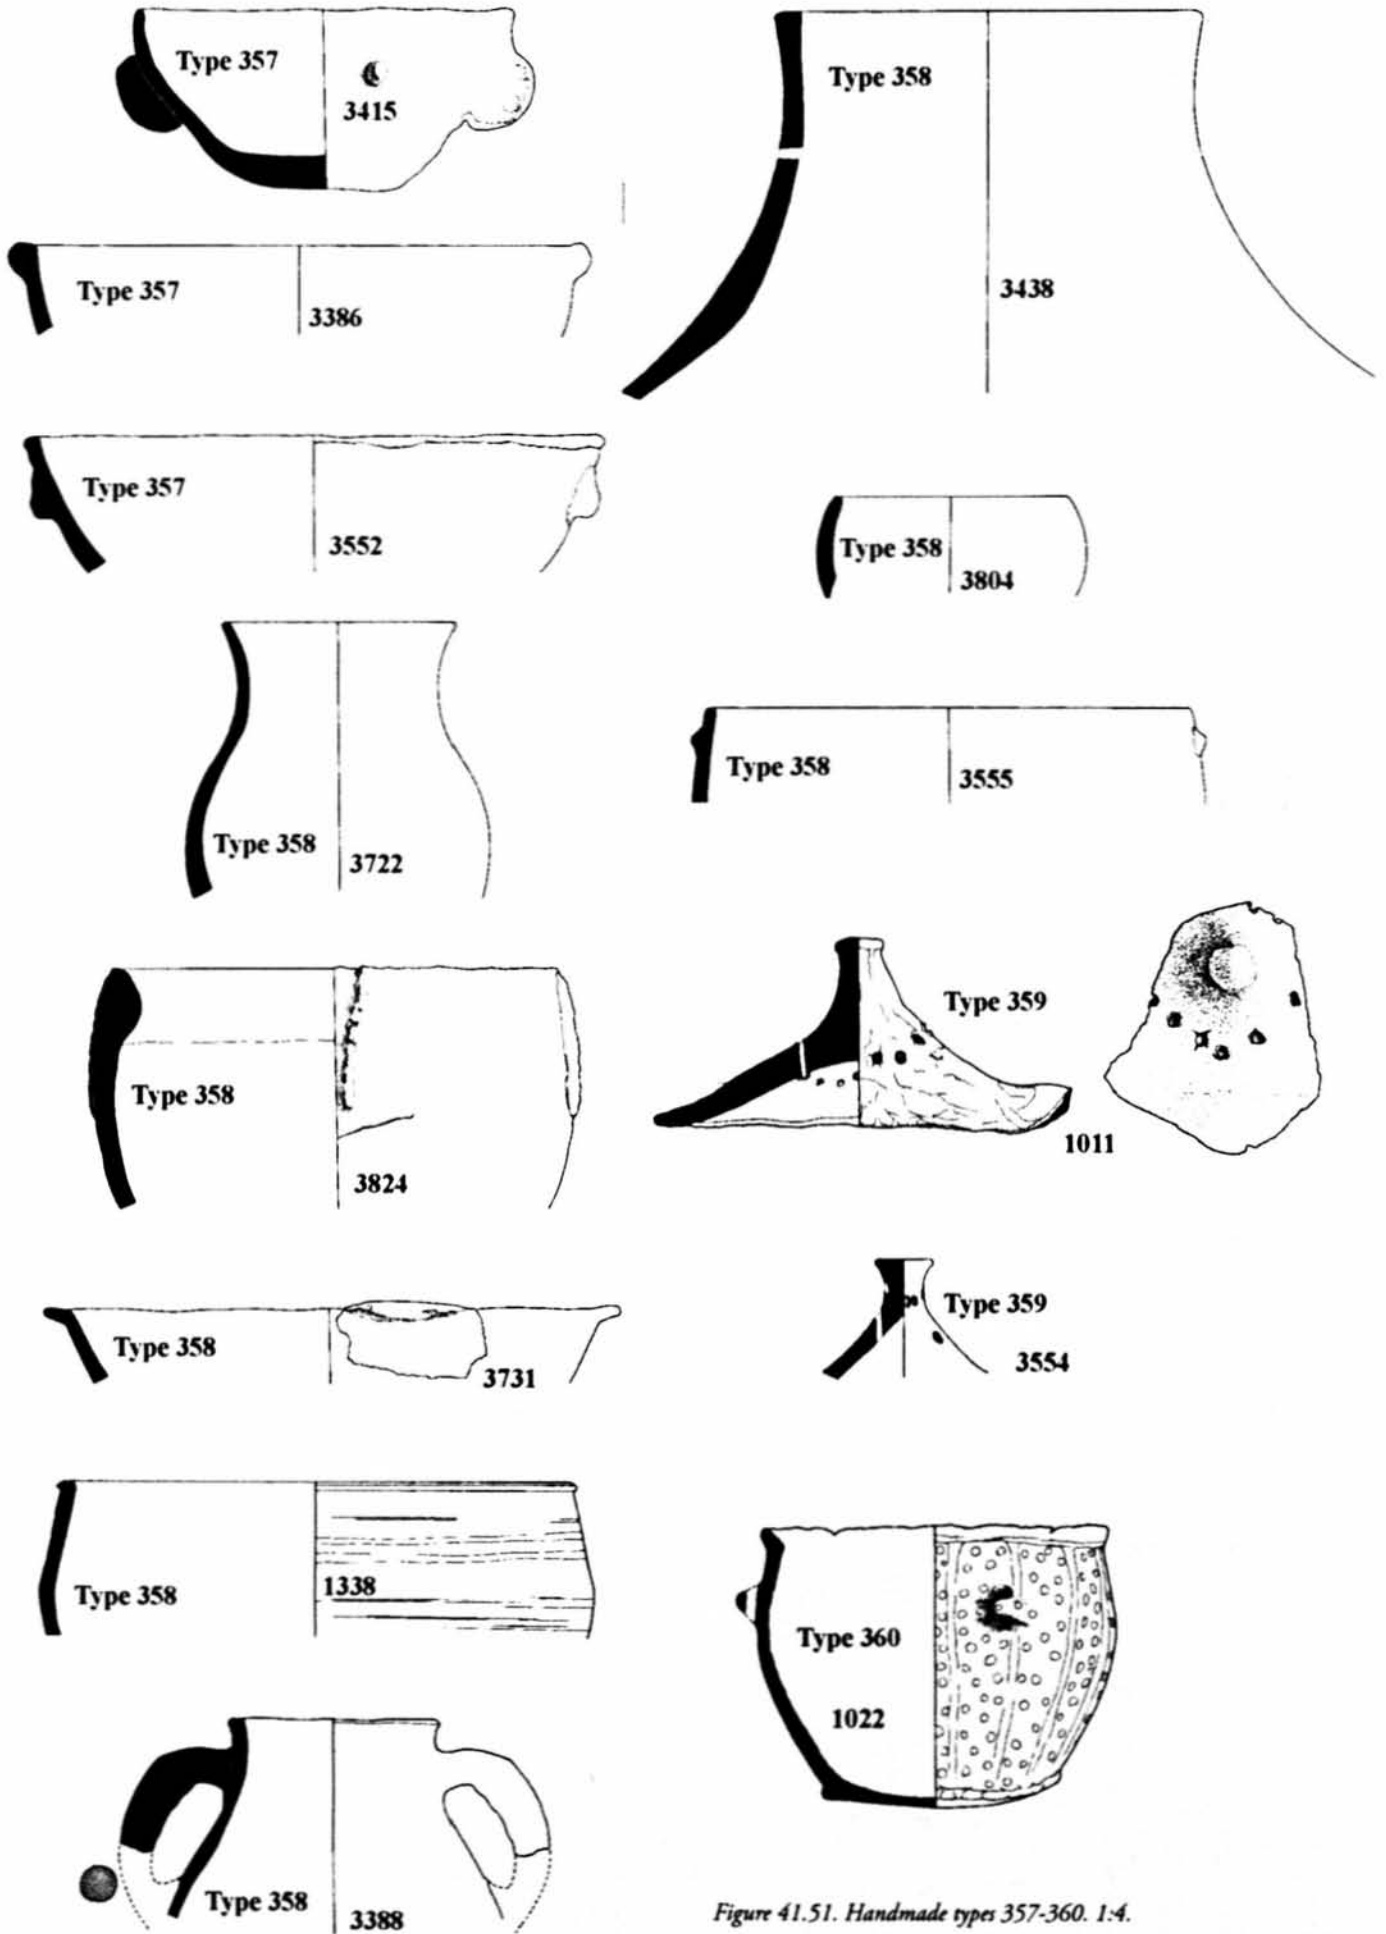 Type 357
3415
Type 357
3386
Type 357
3552
Type 358
3722
Type 358
3824
Type 358
3731
Type 358
1338
Type 358
3388
Type 358
3438
Type 358
3804
Type 358
3555
Type 359
1011
Type 359
3554
Type 360
1022
Figure 41.51. Handmade types 357-360. 1:4.